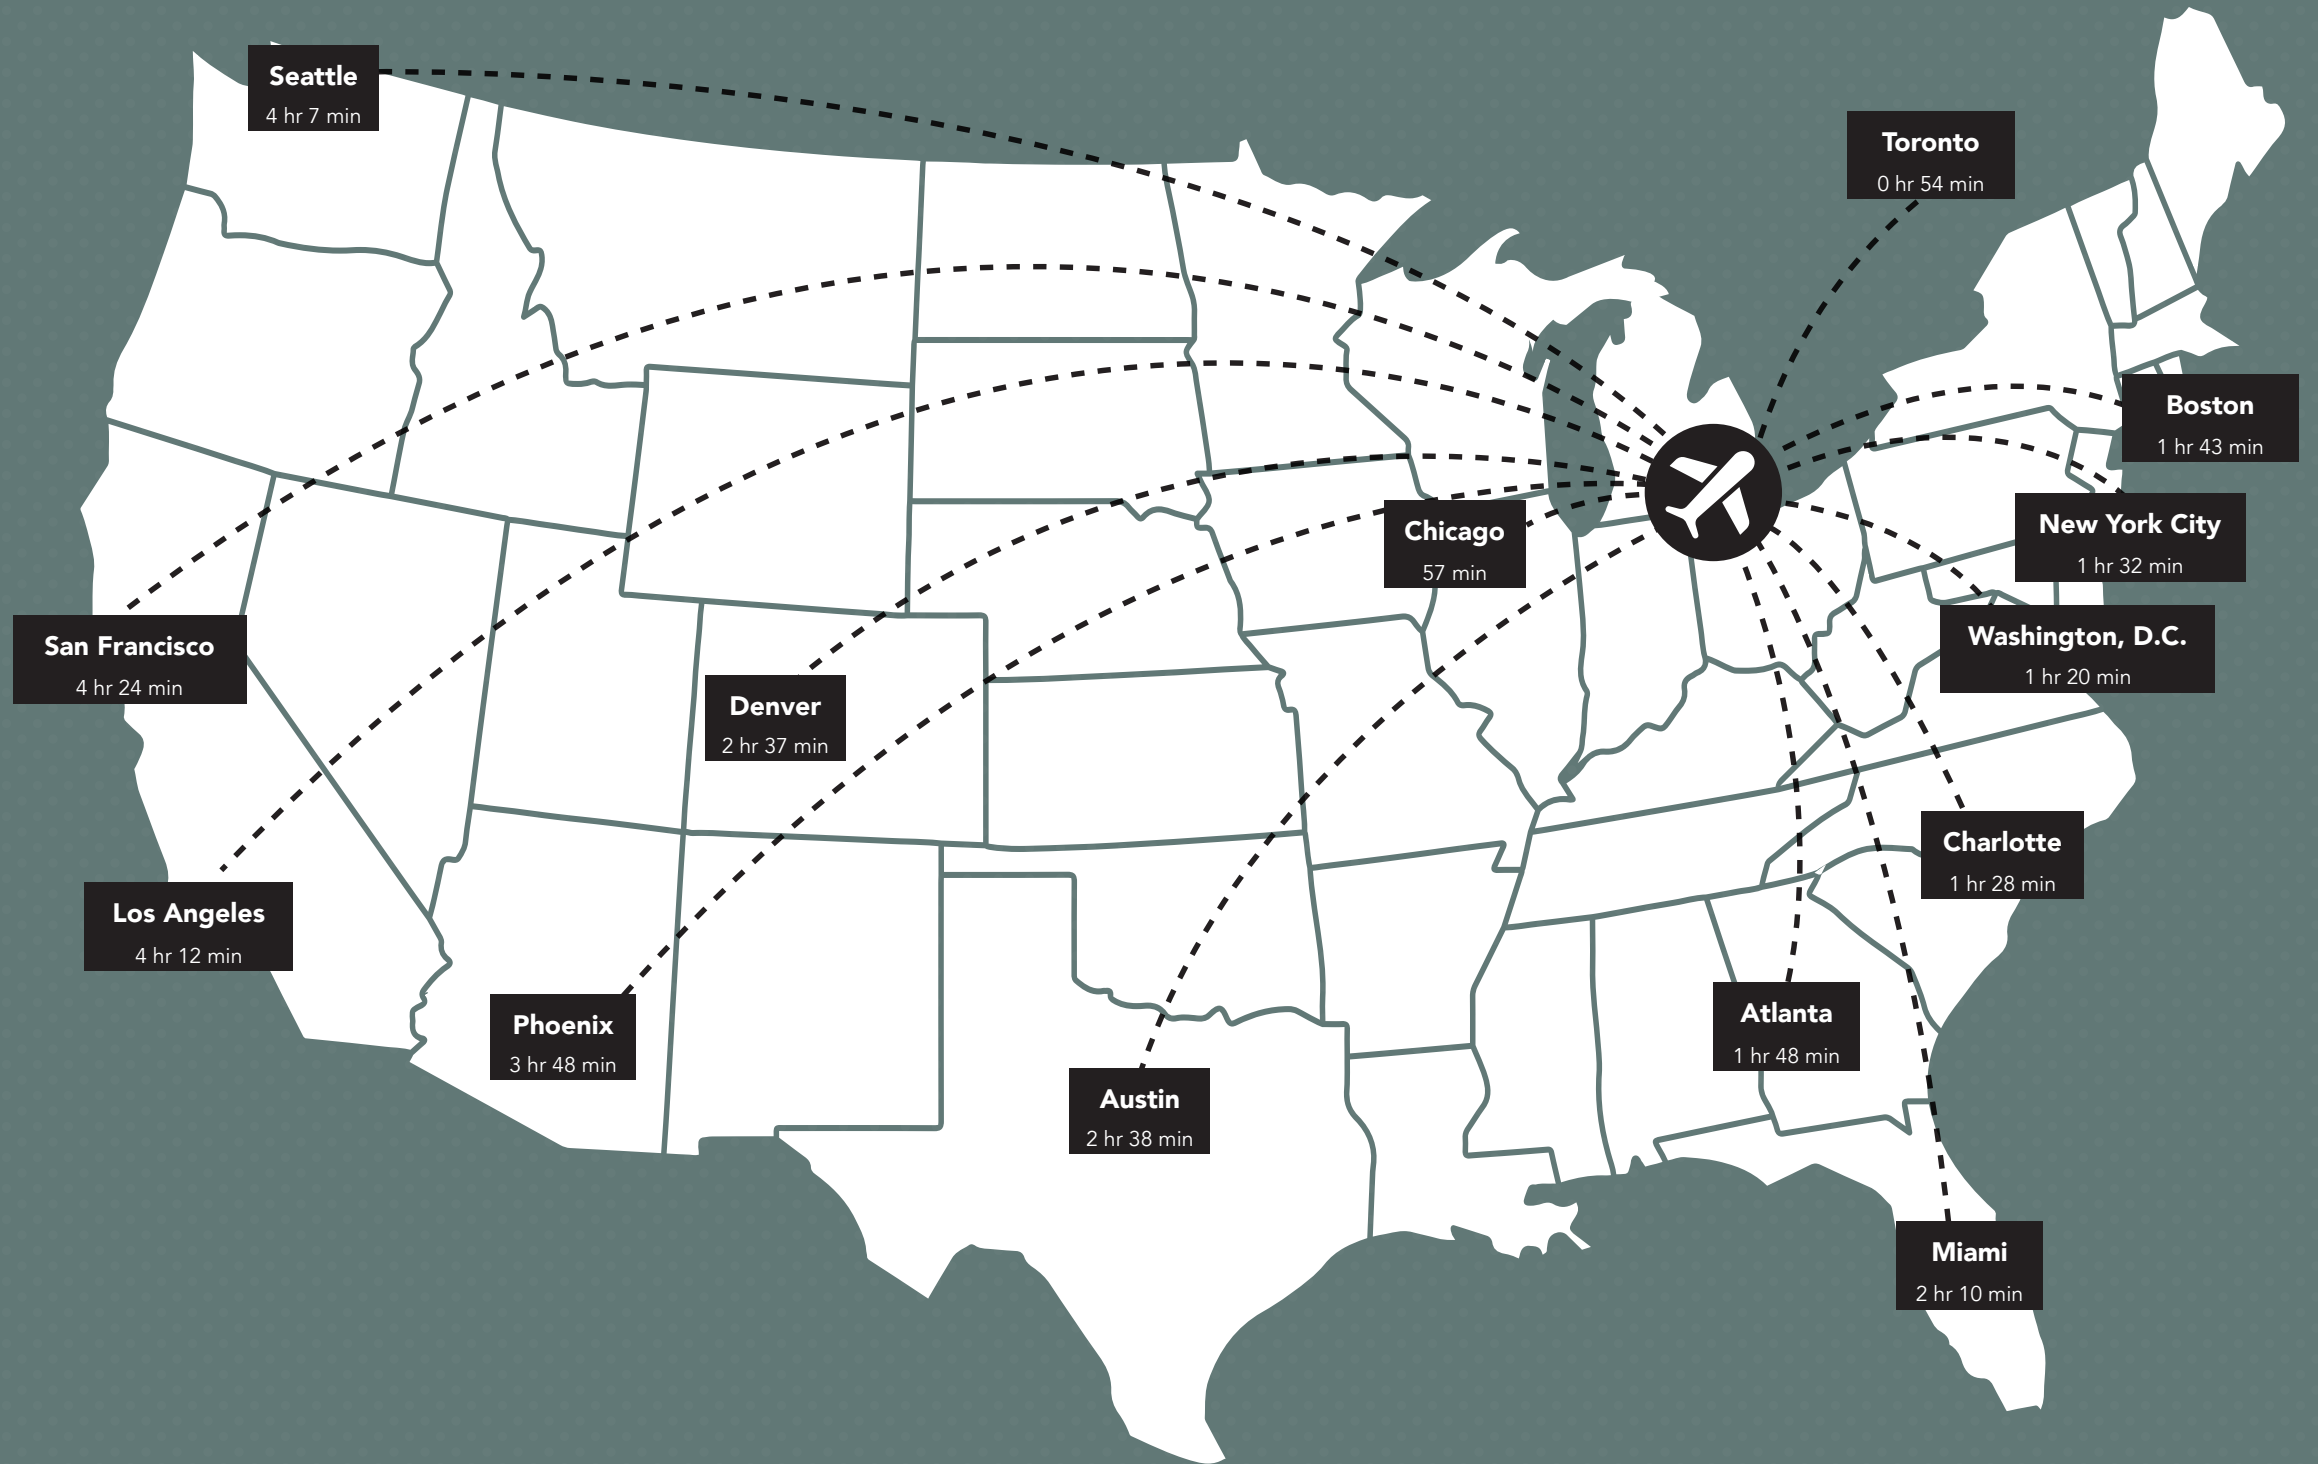 Seattle
4 hr 7 min
Toronto
0 hr 54 min
Boston
1 hr 43 min
New York City
1 hr 32 min
Chicago
57 min
Washington, D.C.
1 hr 20 min
San Francisco
4 hr 24 min
Denver
2 hr 37 min
Charlotte
1 hr 28 min
Los Angeles
4 hr 12 min
Phoenix
3 hr 48 min
Atlanta
1 hr 48 min
Austin
2 hr 38 min
Miami
2 hr 10 min